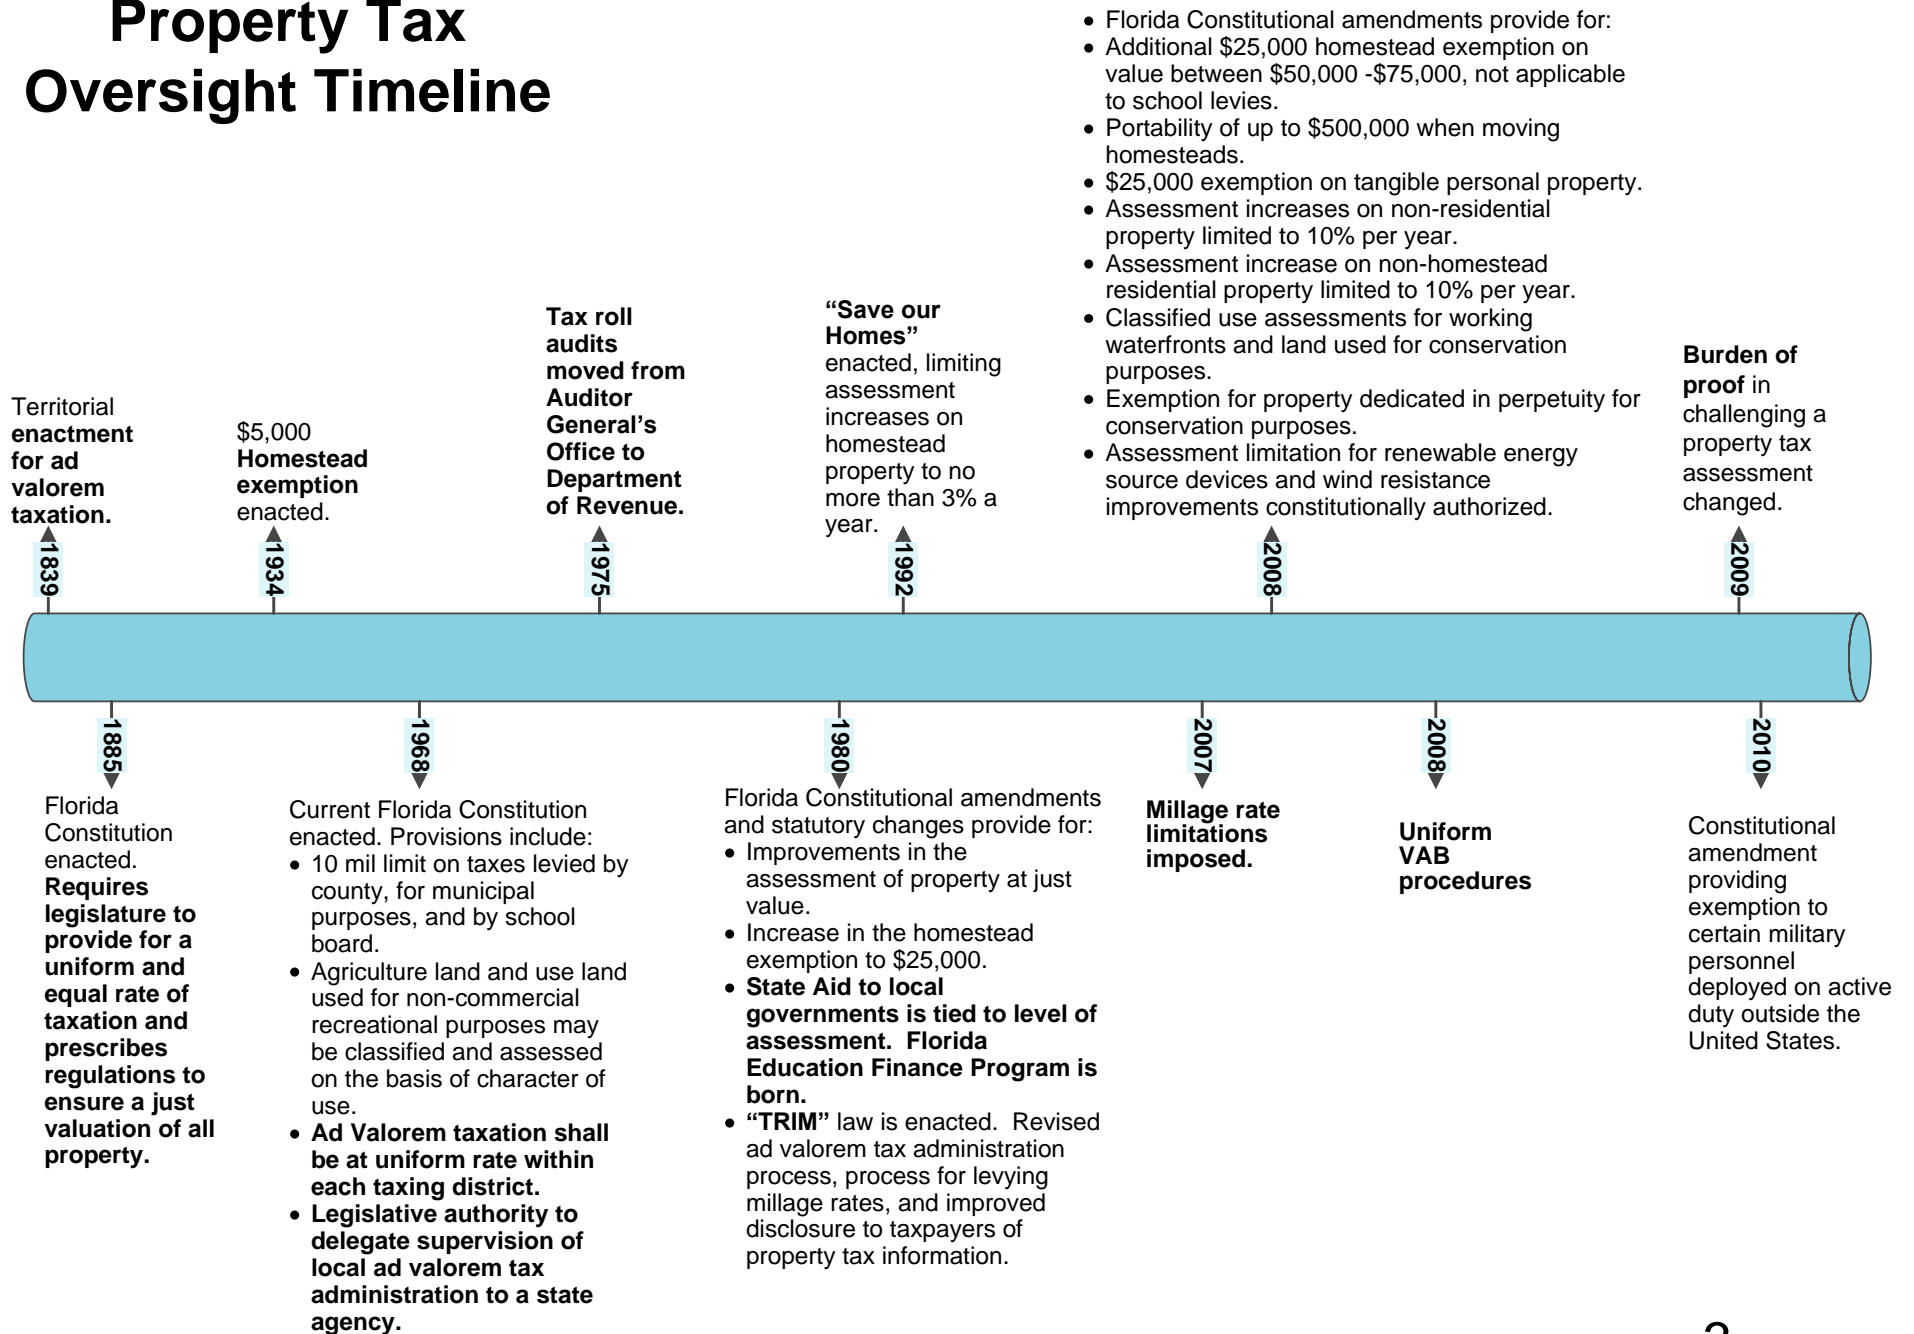 Property Tax
Oversight Timeline
• Florida Constitutional amendments provide for:
• Additional $25,000 homestead exemption on
value between $50,000 -$75,000, not applicable
to school levies.
• Portability of up to $500,000 when moving
homesteads.
• $25,000 exemption on tangible personal property.
• Assessment increases on non-residential
property limited to 10% per year.
• Assessment increase on non-homestead
residential property limited to 10% per year.
• Classified use assessments for working
waterfronts and land used for conservation
purposes.
• Exemption for property dedicated in perpetuity for
conservation purposes.
• Assessment limitation for renewable energy
source devices and wind resistance
improvements constitutionally authorized.
Territorial
enactment
for ad
valorem
taxation.
$5,000
Homestead
exemption
enacted.
Tax roll
audits
moved from
Auditor
General’s
Office to
Department
of Revenue.
“Save our
Homes”
enacted, limiting
assessment
increases on
homestead
property to no
more than 3% a
year.
Burden of
proof in
challenging a
property tax
assessment
changed.
1839
1934
1975
1992
2008
2009
1885
1968
1980
2007
2008
2010
Florida
Constitution
enacted.
Requires
legislature to
provide for a
uniform and
equal rate of
taxation and
prescribes
regulations to
ensure a just
valuation of all
property.
Current Florida Constitution
enacted. Provisions include:
• 10 mil limit on taxes levied by
county, for municipal
purposes, and by school
board.
• Agriculture land and use land
used for non-commercial
recreational purposes may
be classified and assessed
on the basis of character of
use.
• Ad Valorem taxation shall
be at uniform rate within
each taxing district.
• Legislative authority to
delegate supervision of
local ad valorem tax
administration to a state
agency.
Florida Constitutional amendments
and statutory changes provide for:
• Improvements in the
assessment of property at just
value.
• Increase in the homestead
exemption to $25,000.
• State Aid to local
governments is tied to level of
assessment.  Florida
Education Finance Program is
born.
• “TRIM” law is enacted.  Revised
ad valorem tax administration
process, process for levying
millage rates, and improved
disclosure to taxpayers of
property tax information.
Millage rate
limitations
imposed.
Uniform
VAB
procedures
Constitutional
amendment
providing
exemption to
certain military
personnel
deployed on active
duty outside the
United States.